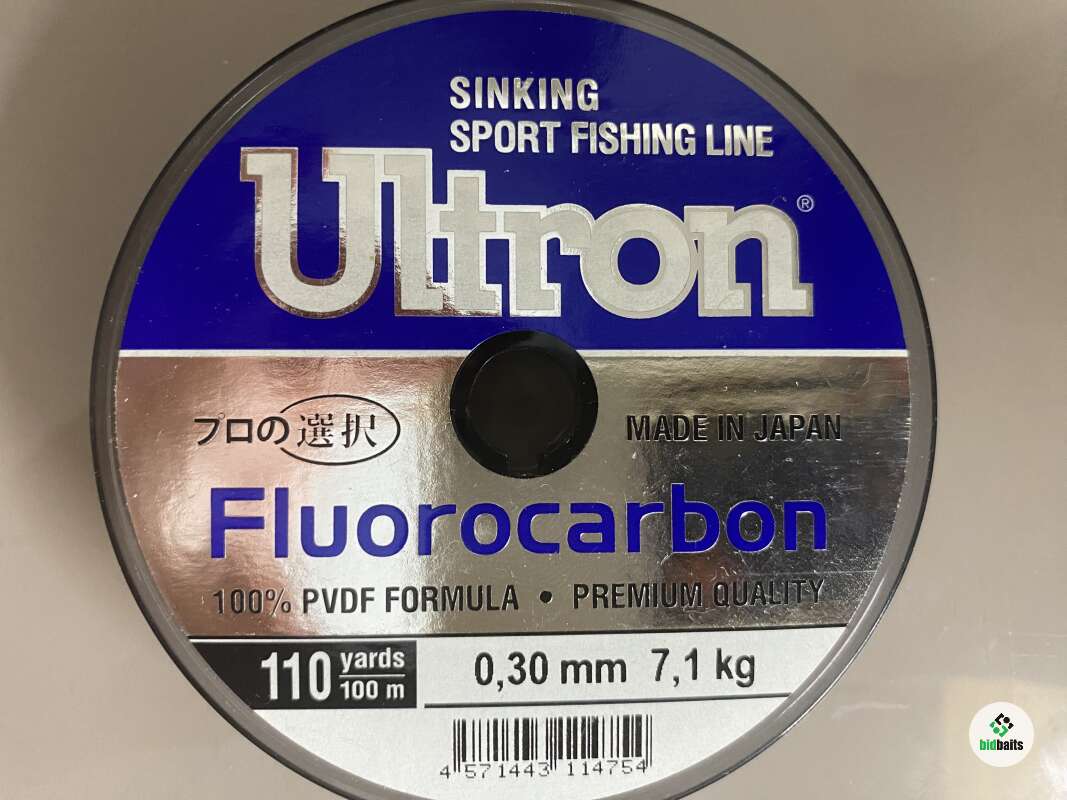 SINKING
SPORT FISHING LINE
Ultron®
プロの選択
MADE IN JAPAN
Fluorocarbon
100% PVDF FORMULA • PREMIUM QUALITY
110 yards
100 m
0,30 mm 7,1 kg
4 571443 114754
bidbaits